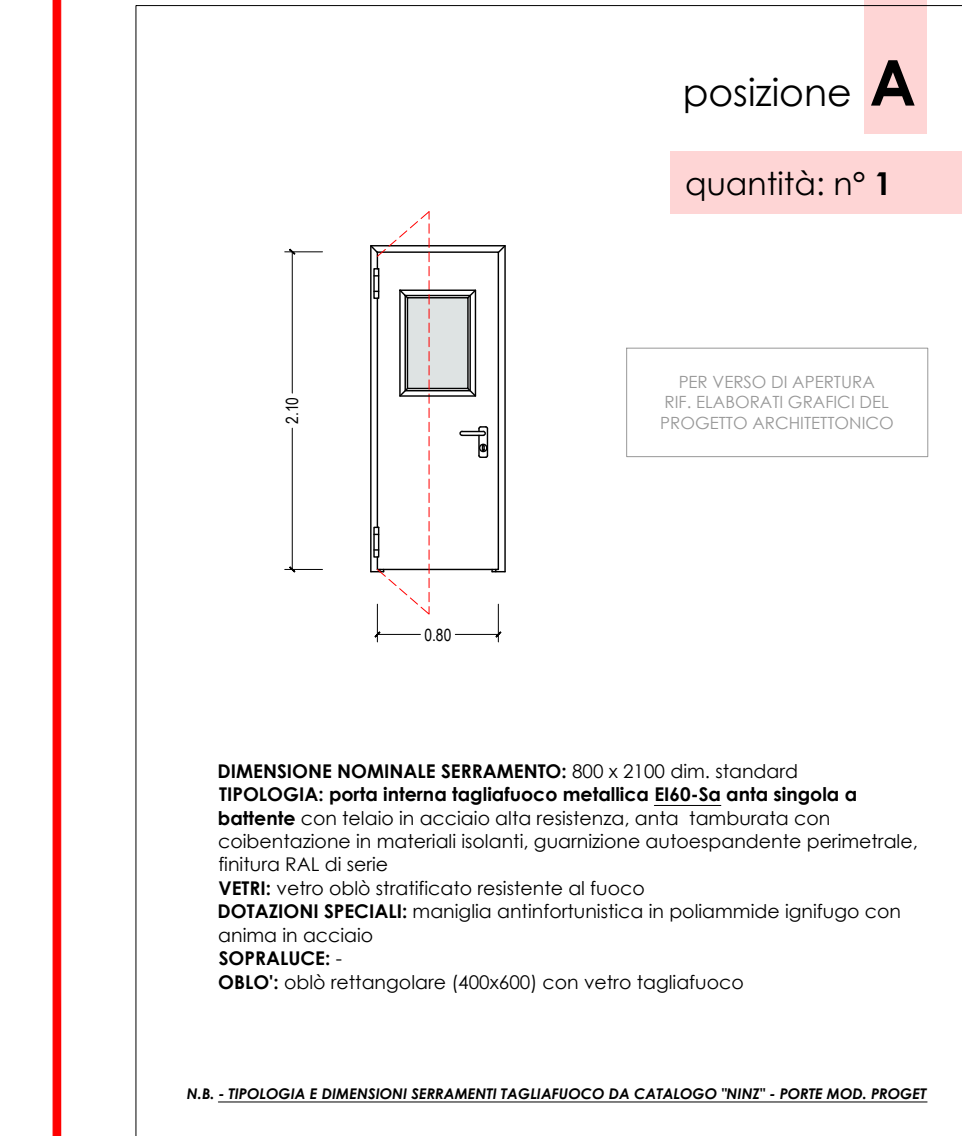 posizione A
quantità: n° 1
PER VERSO DI APERTURA
RIF. ELABORATI GRAFICI DEL
PROGETTO ARCHITETTONICO
2.10
0.80
DIMENSIONE NOMINALE SERRAMENTO: 800 x 2100 dim. standard
TIPOLOGIA: porta interna tagliafuoco metallica EI60-Sa anta singola a
battente con telaio in acciaio alta resistenza, anta tamburata con
coibentazione in materiali isolanti, guarnizione autoespandente perimetrale,
finitura RAL di serie
VETRI: vetro oblò stratificato resistente al fuoco
DOTAZIONI SPECIALI: maniglia antinfortunistica in poliammide ignifugo con
anima in acciaio
SOPRALUCE: -
OBLO': oblò rettangolare (400x600) con vetro tagliafuoco
N.B. - TIPOLOGIA E DIMENSIONI SERRAMENTI TAGLIAFUOCO DA CATALOGO "NINZ" - PORTE MOD. PROGET